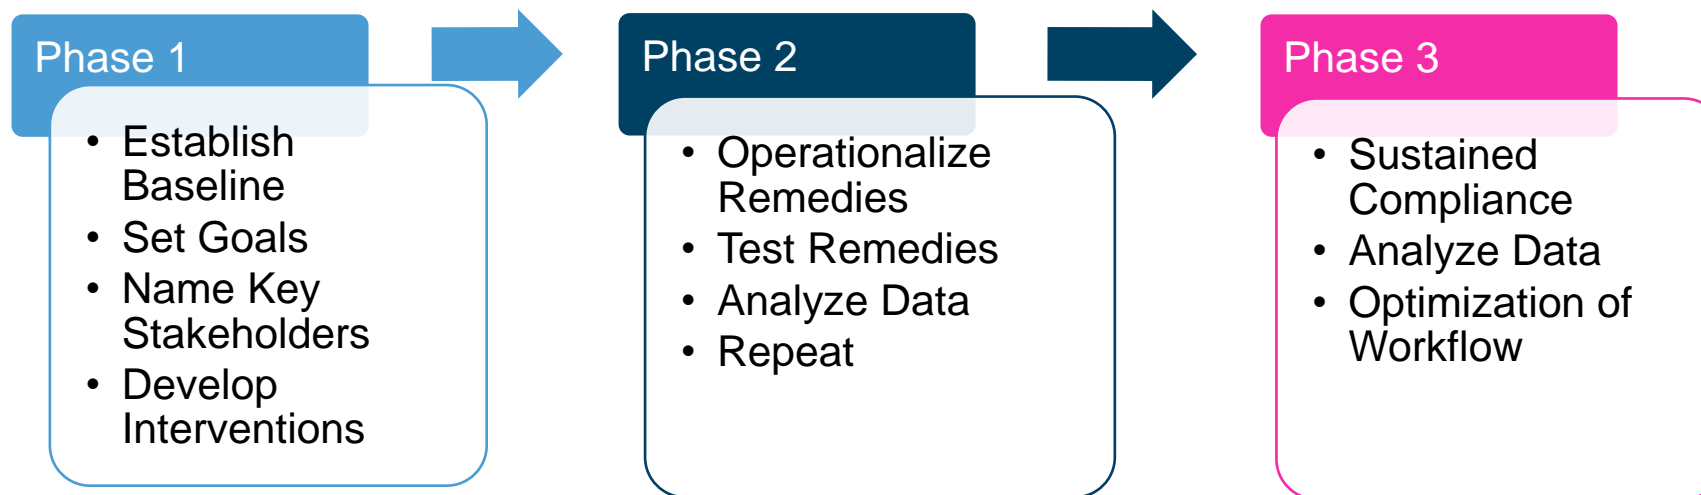 Phase 1
• Establish
Baseline
• Set Goals
• Name Key
Stakeholders
• Develop
Interventions
Phase 2
• Operationalize
Remedies
• Test Remedies
• Analyze Data
• Repeat
Phase 3
• Sustained
Compliance
• Analyze Data
• Optimization of
Workflow